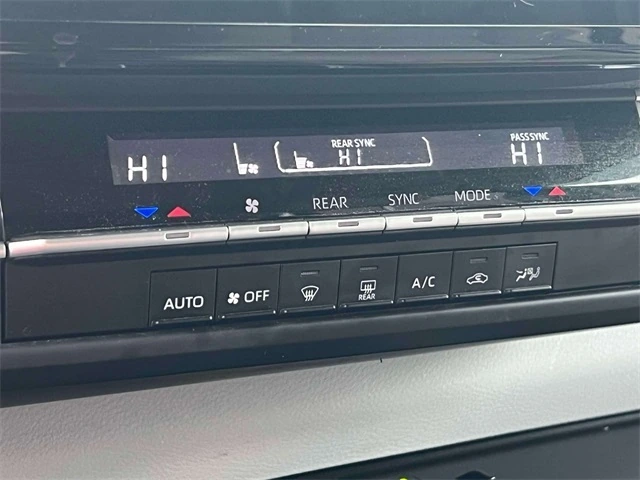 HI
REAR SYNC
HI
PASS SYNC
HI
REAR SYNC MODE
AUTO OFF REAR A/C